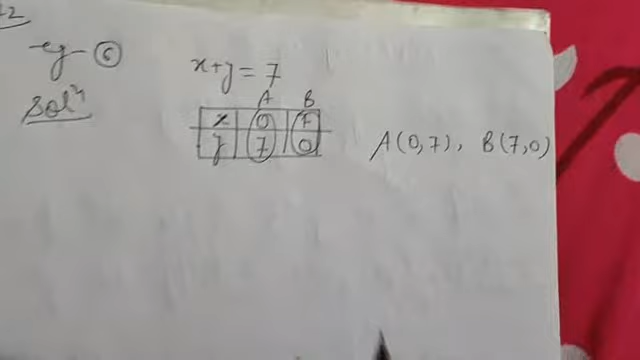 eg ⑥
x+y=7
Solⁿ
A B
x 0 7
y 7 0
A(0,7), B(7,0)